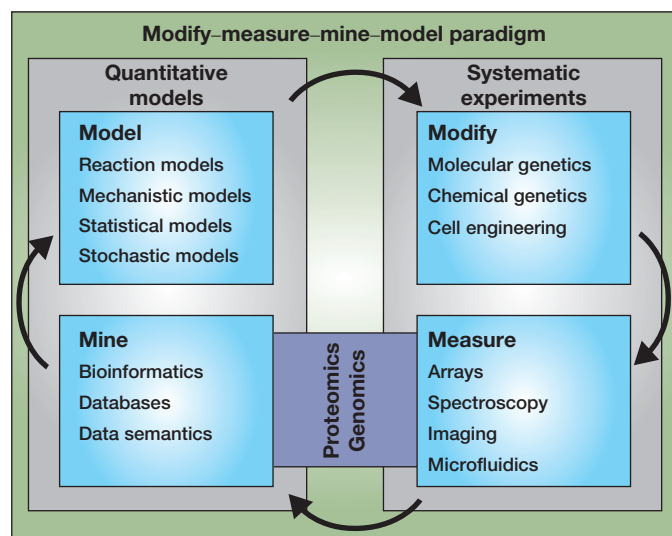 Modify–measure–mine–model paradigm
Quantitative
models
Model
Reaction models
Mechanistic models
Statistical models
Stochastic models
Mine
Bioinformatics
Databases
Data semantics
Proteomics
Genomics
Systematic
experiments
Modify
Molecular genetics
Chemical genetics
Cell engineering
Measure
Arrays
Spectroscopy
Imaging
Microfluidics